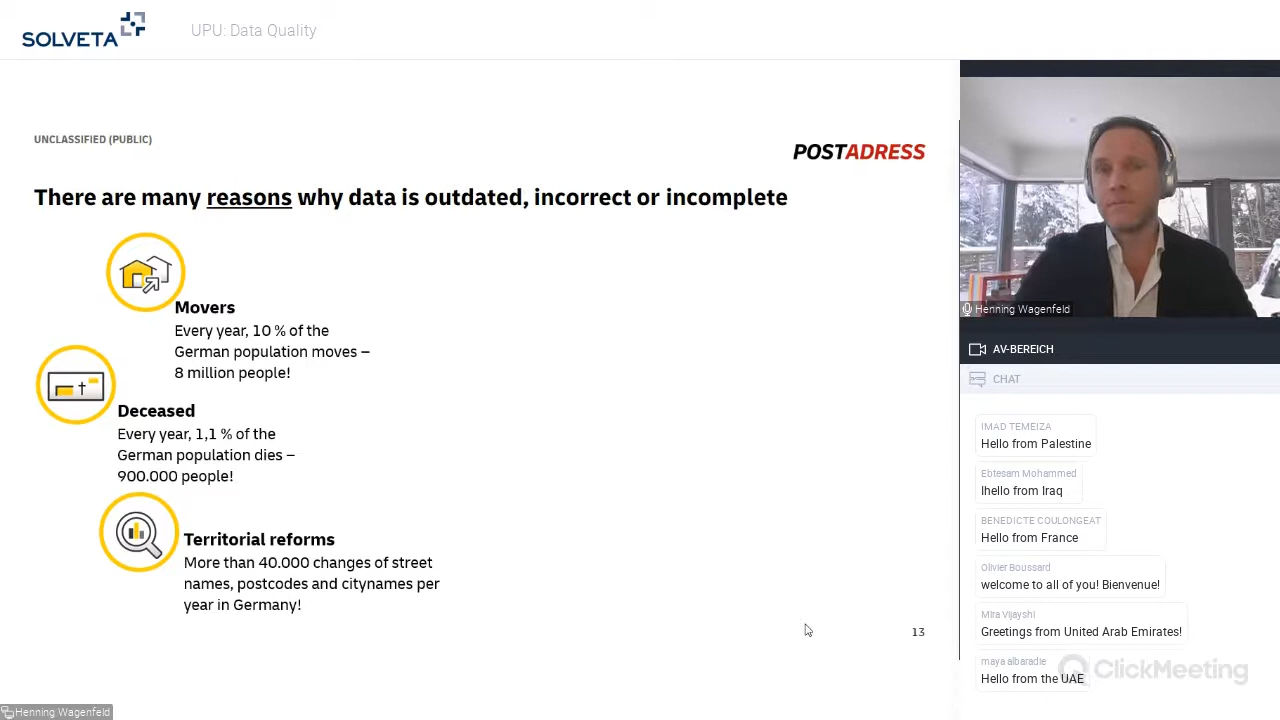 SOLVETA
UPU: Data Quality
UNCLASSIFIED (PUBLIC)
POSTADRESS
There are many reasons why data is outdated, incorrect or incomplete
Movers
Every year, 10 % of the
German population moves –
8 million people!
Deceased
Every year, 1,1 % of the
German population dies –
900.000 people!
Territorial reforms
More than 40.000 changes of street
names, postcodes and citynames per
year in Germany!
13
Henning Wagenfeld
Henning Wagenfeld
AV-BEREICH
CHAT
IMAD TEMEIZA
Hello from Palestine
Ebtesam Mohammed
Ihello from Iraq
BENEDICTE COULONGEAT
Hello from France
Olivier Boussard
welcome to all of you! Bienvenue!
Mira Vijayshi
Greetings from United Arab Emirates!
maya albaradie
Hello from the UAE
ClickMeeting